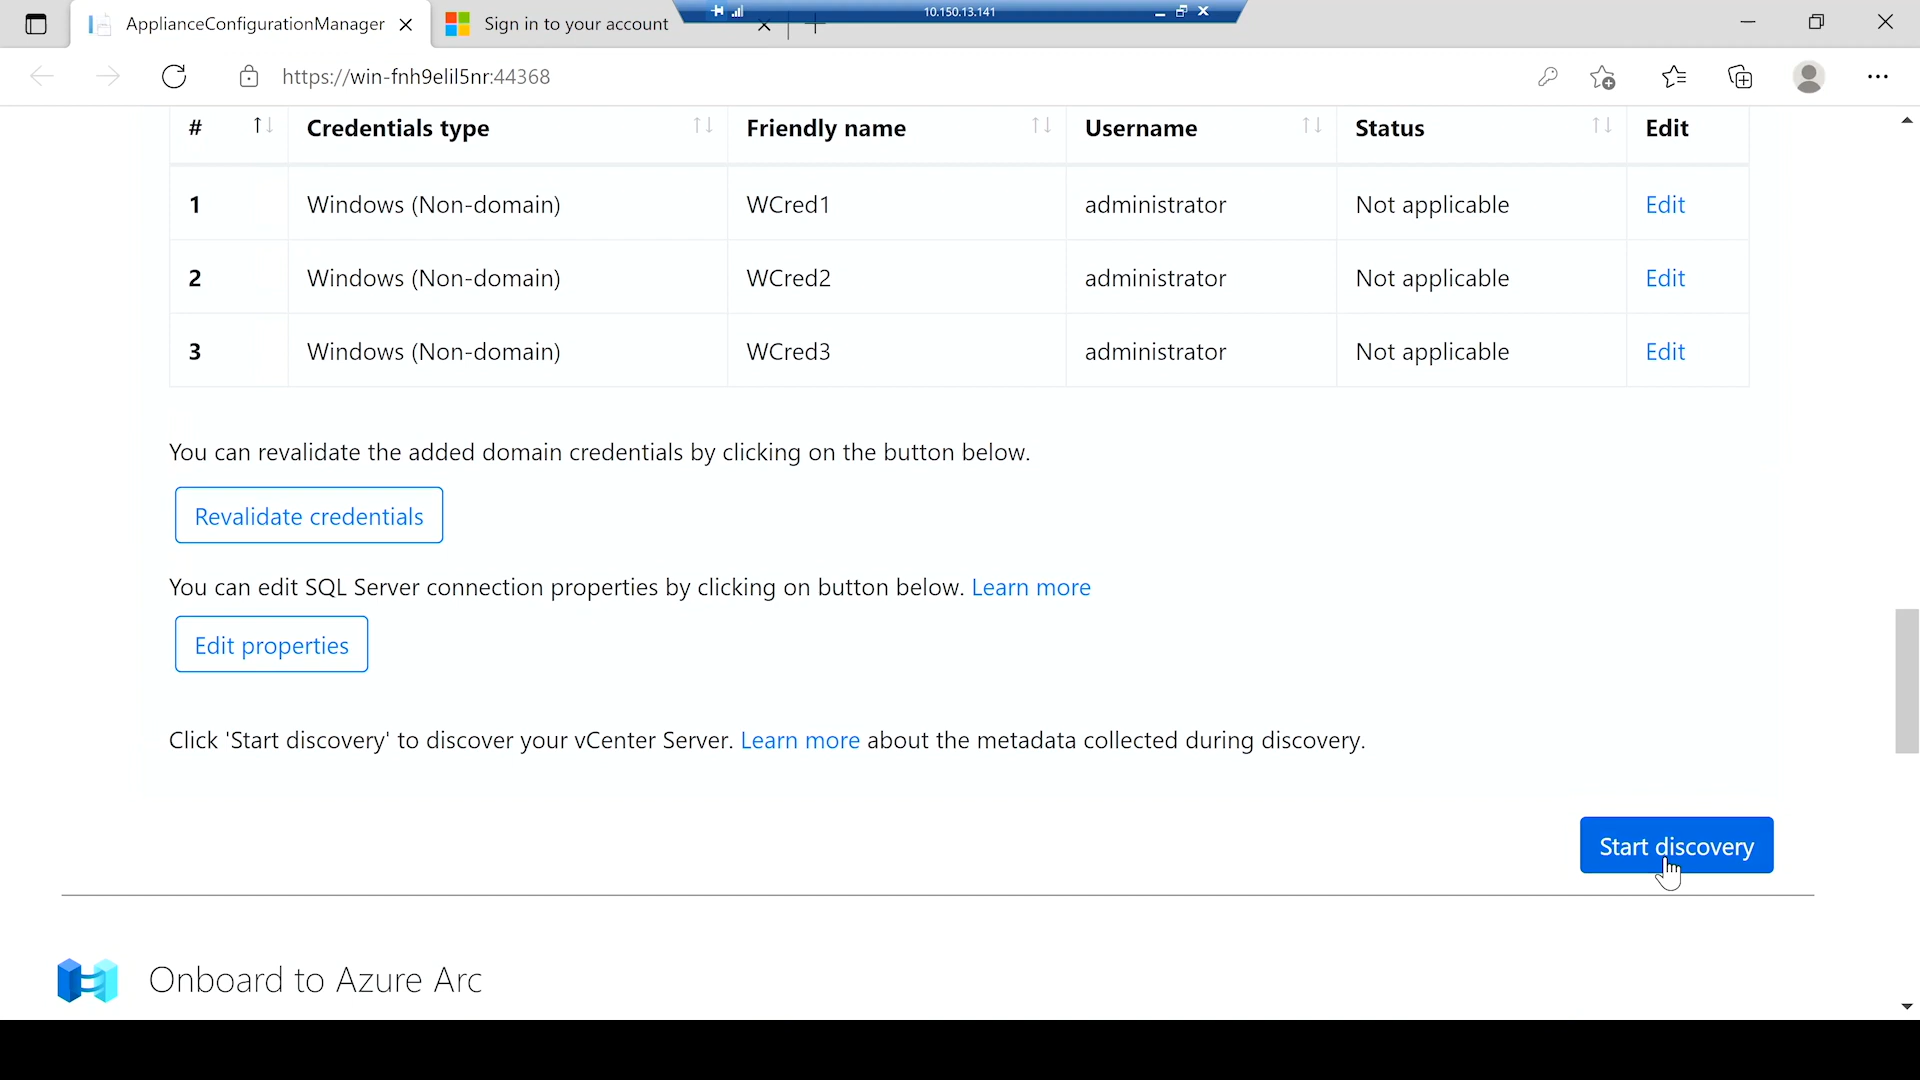 ApplianceConfigurationManager
Sign in to your account
10.150.13.141
https://win-fnh9elil5nr:44368
# Credentials type Friendly name Username Status Edit
1 Windows (Non-domain) WCred1 administrator Not applicable Edit
2 Windows (Non-domain) WCred2 administrator Not applicable Edit
3 Windows (Non-domain) WCred3 administrator Not applicable Edit
You can revalidate the added domain credentials by clicking on the button below.
Revalidate credentials
You can edit SQL Server connection properties by clicking on button below. Learn more
Edit properties
Click 'Start discovery' to discover your vCenter Server. Learn more about the metadata collected during discovery.
Start discovery
Onboard to Azure Arc